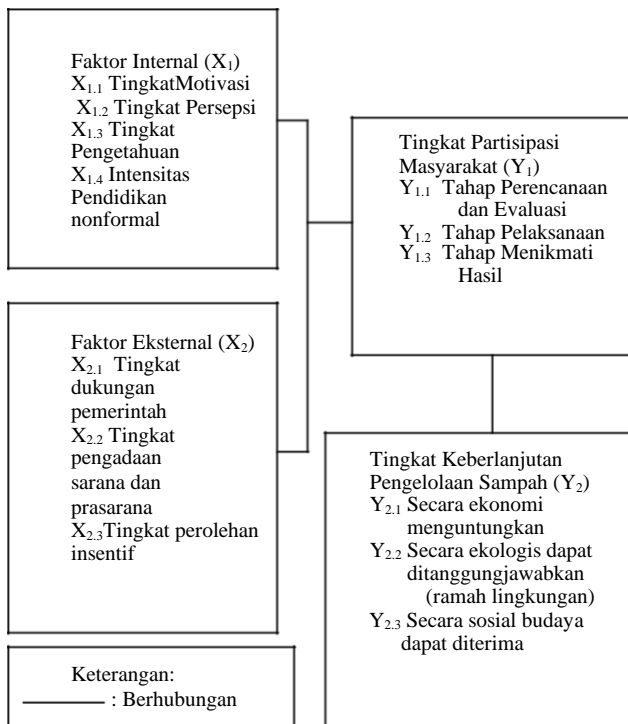 Faktor Internal (X1)
X1.1 TingkatMotivasi
X1.2 Tingkat Persepsi
X1.3 Tingkat
Pengetahuan
X1.4 Intensitas
Pendidikan
nonformal
Faktor Eksternal (X2)
X2.1 Tingkat
dukungan
pemerintah
X2.2 Tingkat
pengadaan
sarana dan
prasarana
X2.3Tingkat perolehan
insentif
Tingkat Partisipasi
Masyarakat (Y1)
Y1.1 Tahap Perencanaan
dan Evaluasi
Y1.2 Tahap Pelaksanaan
Y1.3 Tahap Menikmati
Hasil
Tingkat Keberlanjutan
Pengelolaan Sampah (Y2)
Y2.1 Secara ekonomi
menguntungkan
Y2.2 Secara ekologis dapat
ditanggungjawabkan
(ramah lingkungan)
Y2.3 Secara sosial budaya
dapat diterima
Keterangan:
: Berhubungan